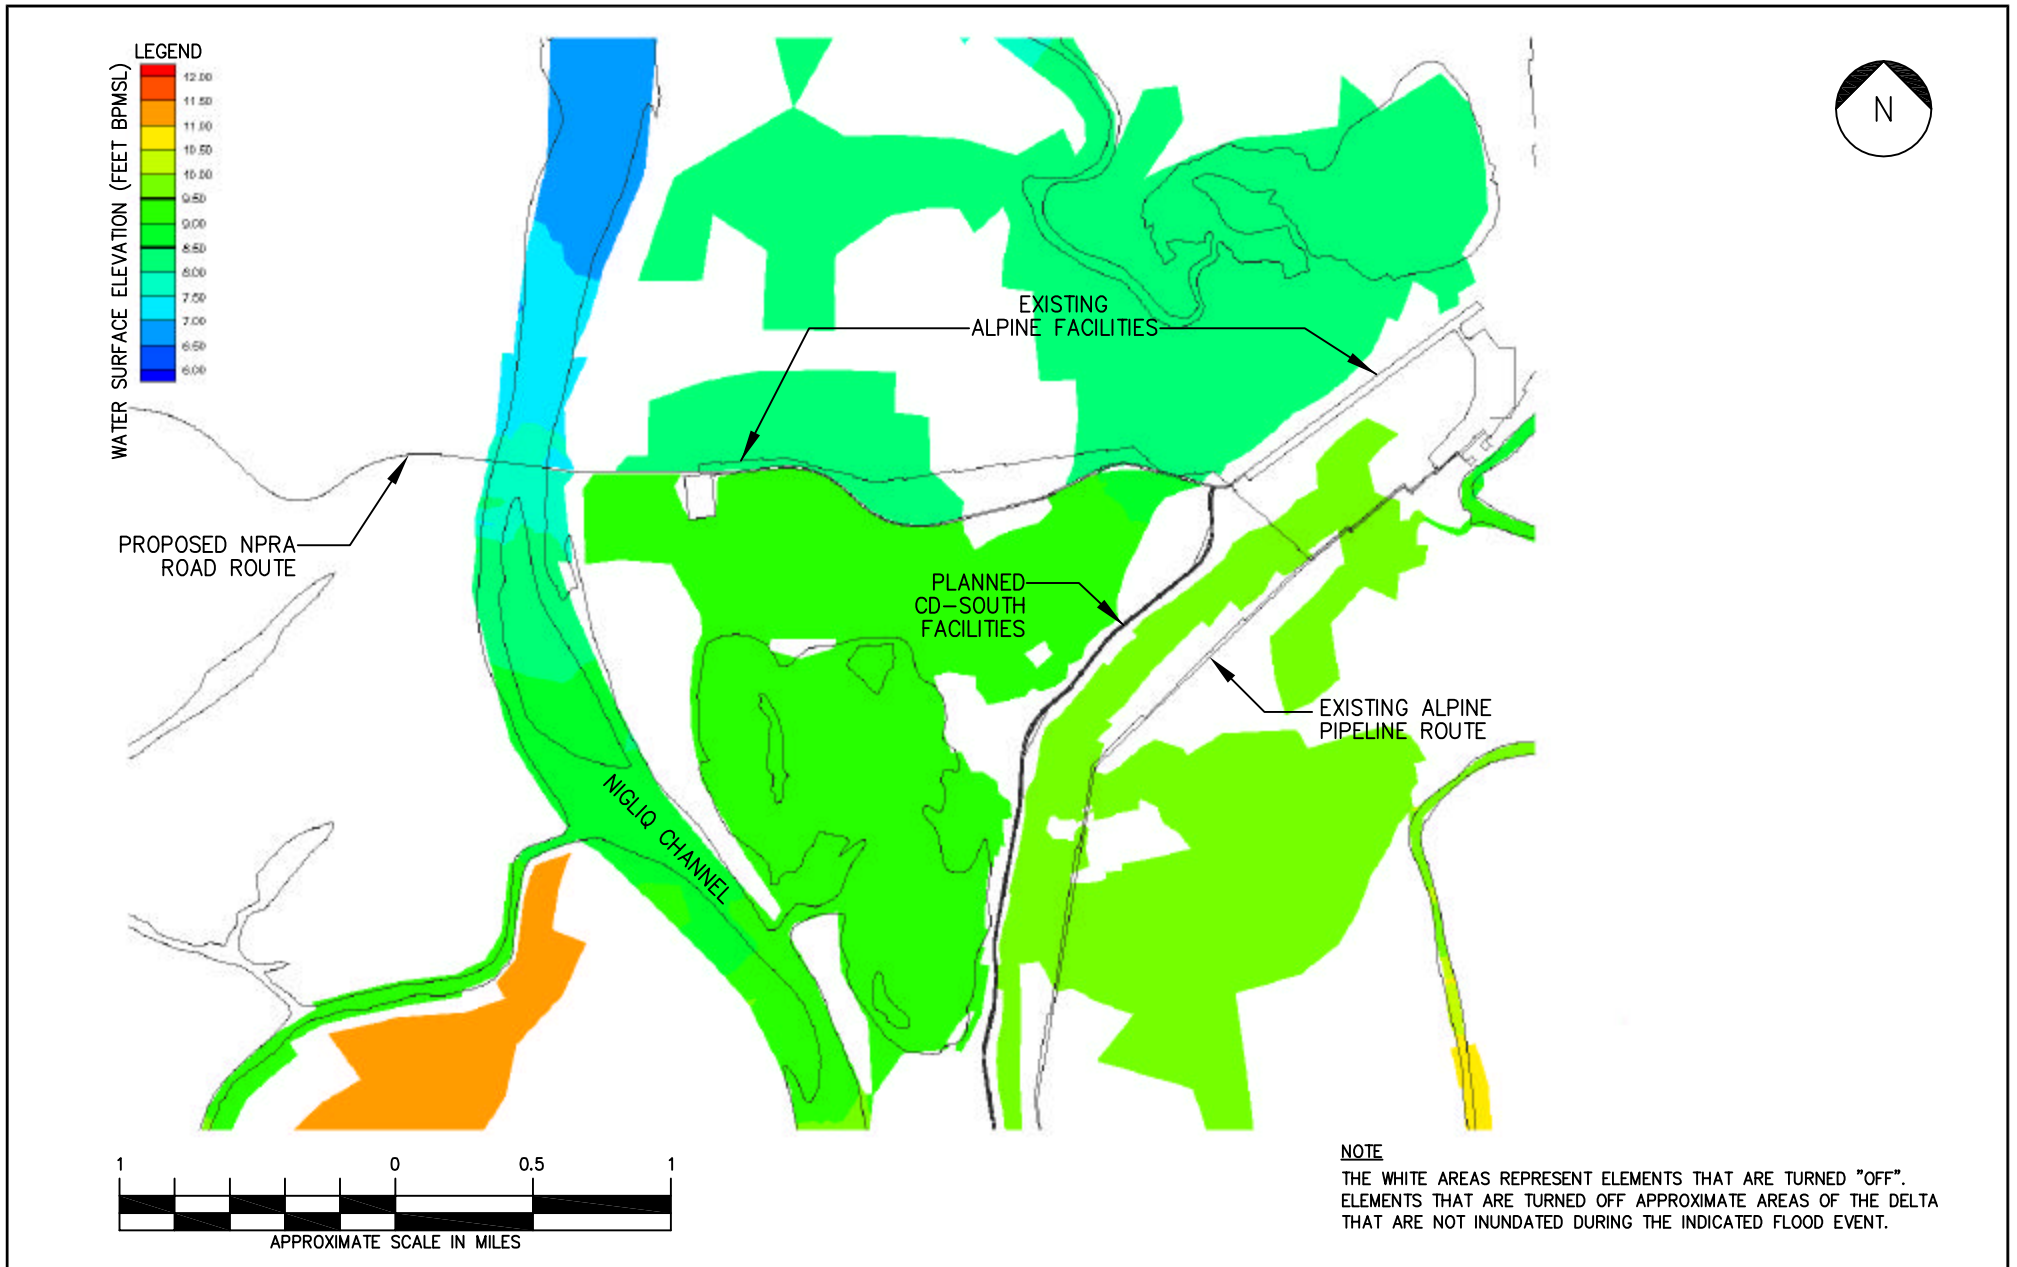 LEGEND
WATER SURFACE ELEVATION (FEET BPMSL)
12.00
11.50
11.00
10.50
10.00
9.50
9.00
8.50
8.00
7.50
7.00
6.50
6.00
N
EXISTING
ALPINE FACILITIES
PROPOSED NPRA
ROAD ROUTE
PLANNED
CD-SOUTH
FACILITIES
EXISTING ALPINE
PIPELINE ROUTE
NIGLIQ CHANNEL
1 0 0.5 1
APPROXIMATE SCALE IN MILES
NOTE
THE WHITE AREAS REPRESENT ELEMENTS THAT ARE TURNED "OFF".
ELEMENTS THAT ARE TURNED OFF APPROXIMATE AREAS OF THE DELTA
THAT ARE NOT INUNDATED DURING THE INDICATED FLOOD EVENT.